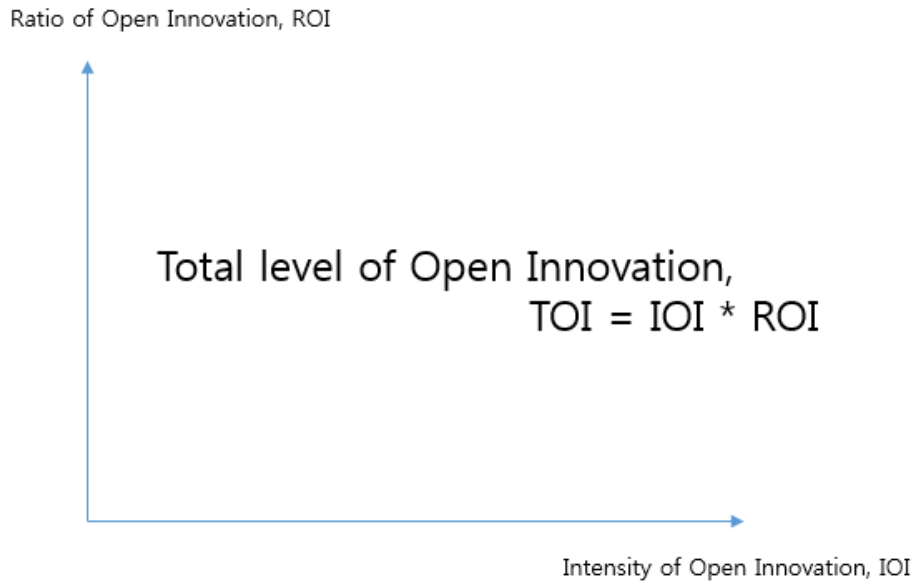 Ratio of Open Innovation, ROI
Total level of Open Innovation,
TOI = IOI * ROI
Intensity of Open Innovation, IOI